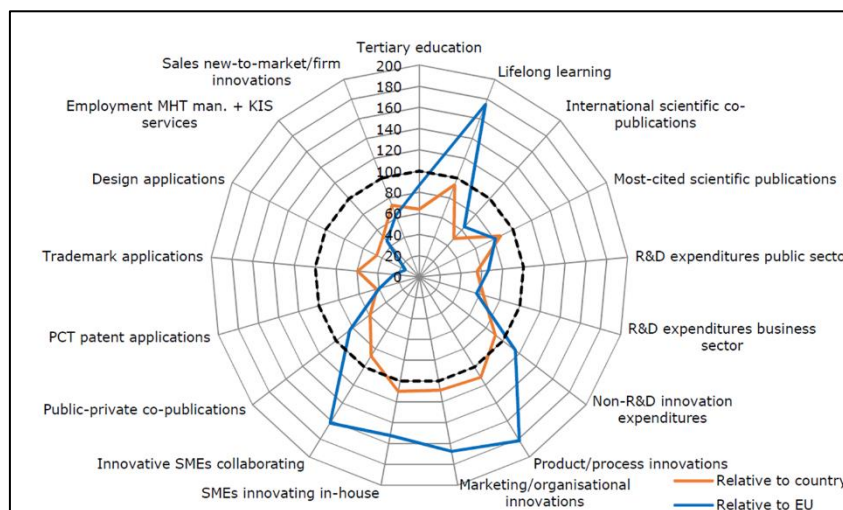 Tertiary education
200
180
160
140
120
100
80
60
40
20
0
Lifelong learning
International scientific co-
publications
Most-cited scientific publications
R&D expenditures public secto
R&D expenditures business
sector
Non-R&D innovation
expenditures
Product/process innovations
Marketing/organisational
innovations
SMEs innovating in-house
Innovative SMEs collaborating
Public-private co-publications
PCT patent applications
Trademark applications
Design applications
Employment MHT man. + KIS
services
Sales new-to-market/firm
innovations
Relative to country
Relative to EU